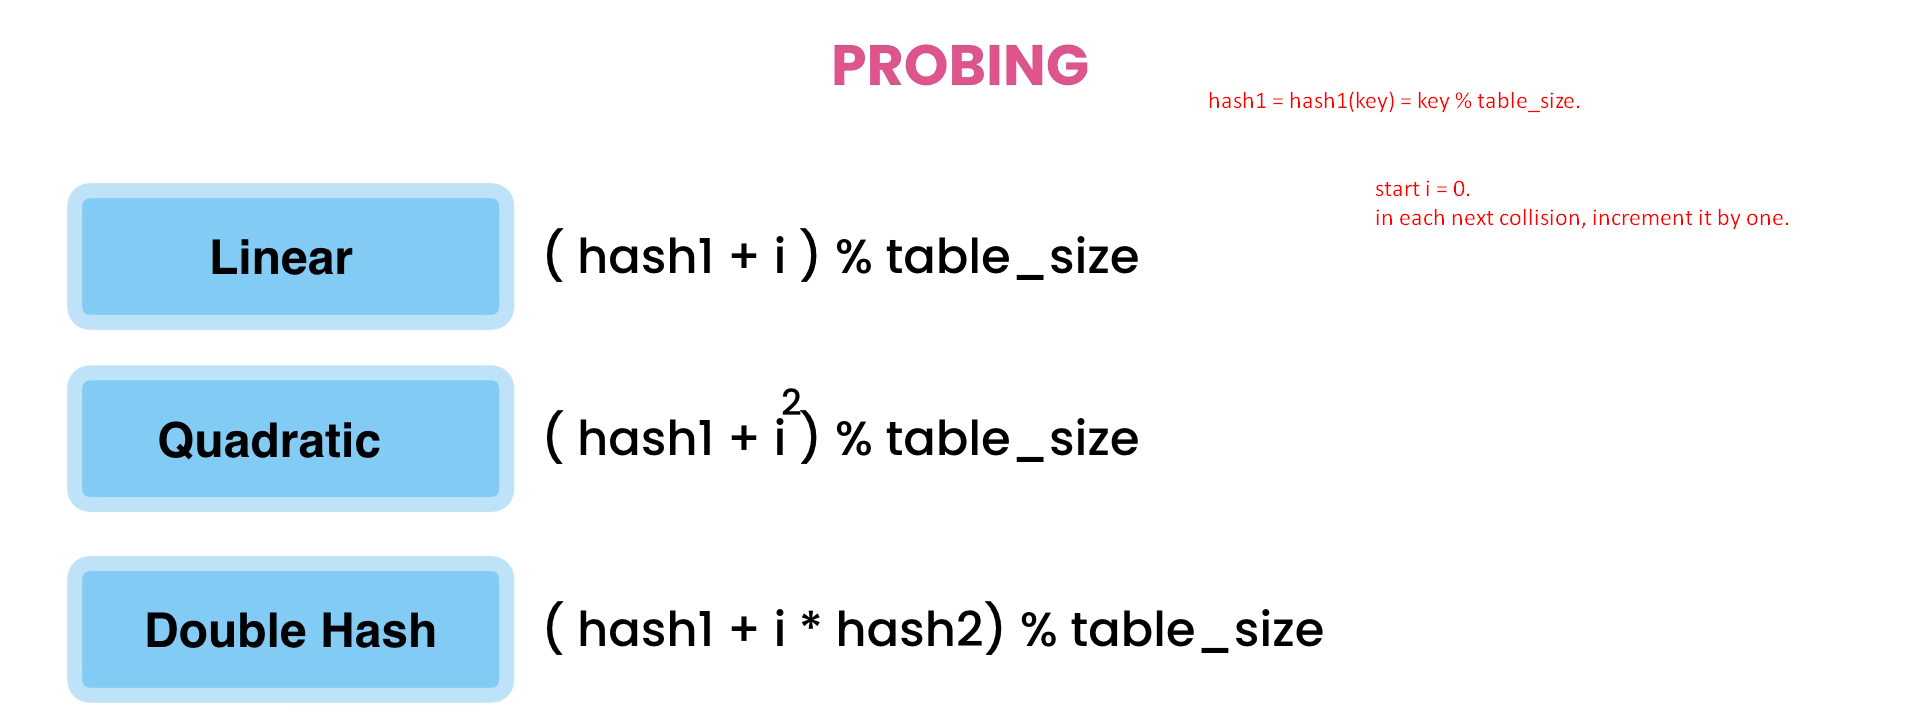 PROBING
hash1 = hash1(key) = key % table_size.
start i = 0.
in each next collision, increment it by one.
Linear
( hash1 + i ) % table_size
Quadratic
( hash1 + i²) % table_size
Double Hash
( hash1 + i * hash2) % table_size